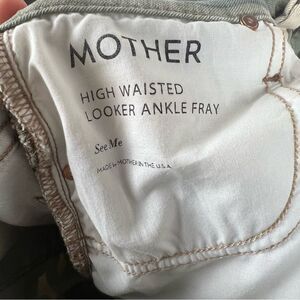 MOTHER
HIGH WAISTED
LOOKER ANKLE FRAY
See Me
MADE by MOTHER IN THE U.S.A.